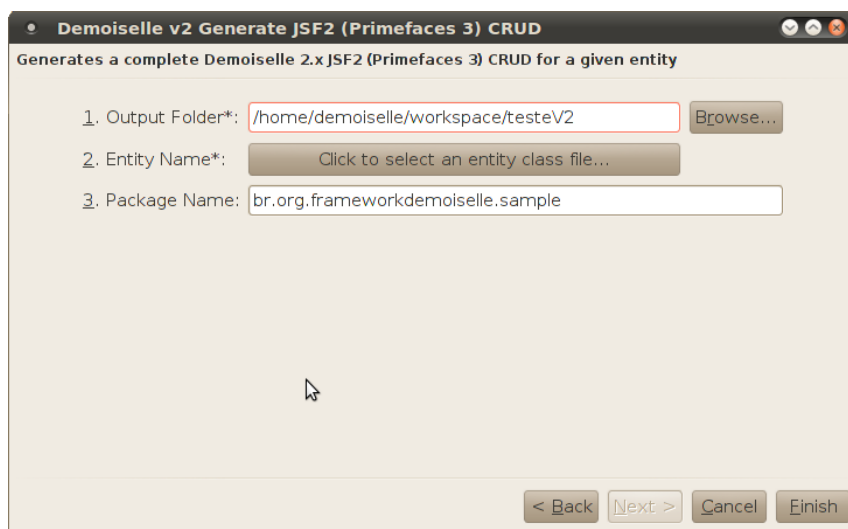 Demoiselle v2 Generate JSF2 (Primefaces 3) CRUD
Generates a complete Demoiselle 2.x JSF2 (Primefaces 3) CRUD for a given entity
1. Output Folder*: /home/demoiselle/workspace/testeV2 Browse...
2. Entity Name*: Click to select an entity class file...
3. Package Name: br.org.frameworkdemoiselle.sample
< Back Next > Cancel Finish